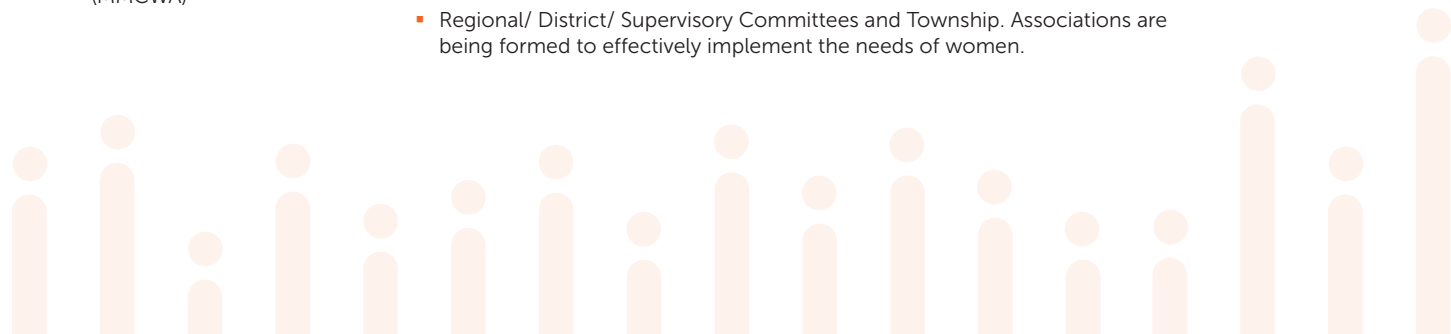 (MMCWA)
▪ Regional/ District/ Supervisory Committees and Township. Associations are
being formed to effectively implement the needs of women.